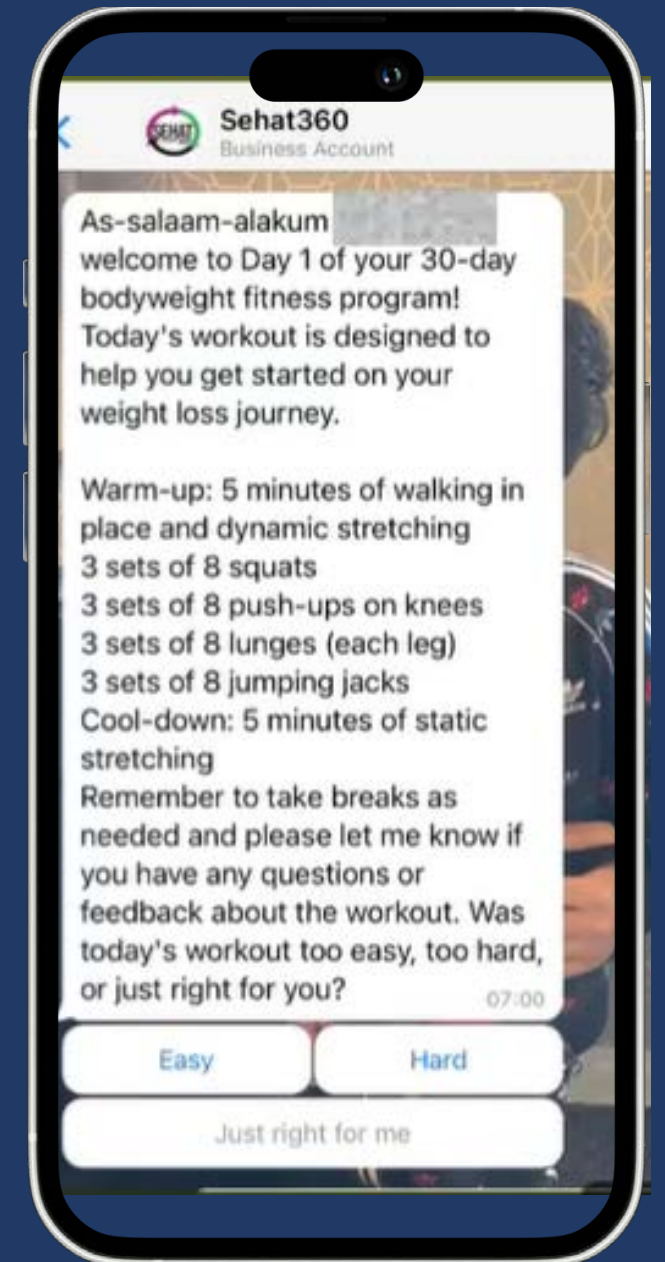 Sehat360
SEHAT
Business Account
As-salaam-alakum
welcome to Day 1 of your 30-day
bodyweight fitness program!
Today's workout is designed to
help you get started on your
weight loss journey.
Warm-up: 5 minutes of walking in
place and dynamic stretching
3 sets of 8 squats
3 sets of 8 push-ups on knees
3 sets of 8 lunges (each leg)
3 sets of 8 jumping jacks
Cool-down: 5 minutes of static
stretching
Remember to take breaks as
needed and please let me know if
you have any questions or
feedback about the workout. Was
today's workout too easy, too hard,
or just right for you?
07:00
Easy
Hard
Just right for me